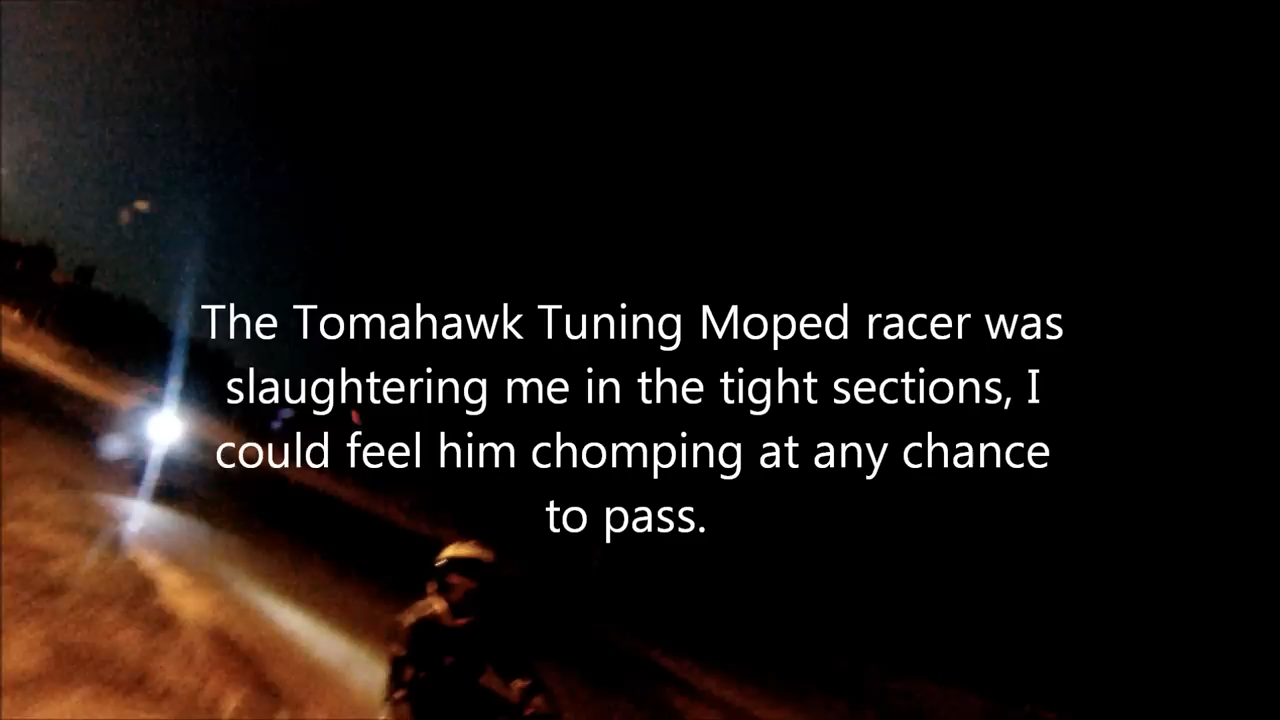 The Tomahawk Tuning Moped racer was
slaughtering me in the tight sections, I
could feel him chomping at any chance
to pass.